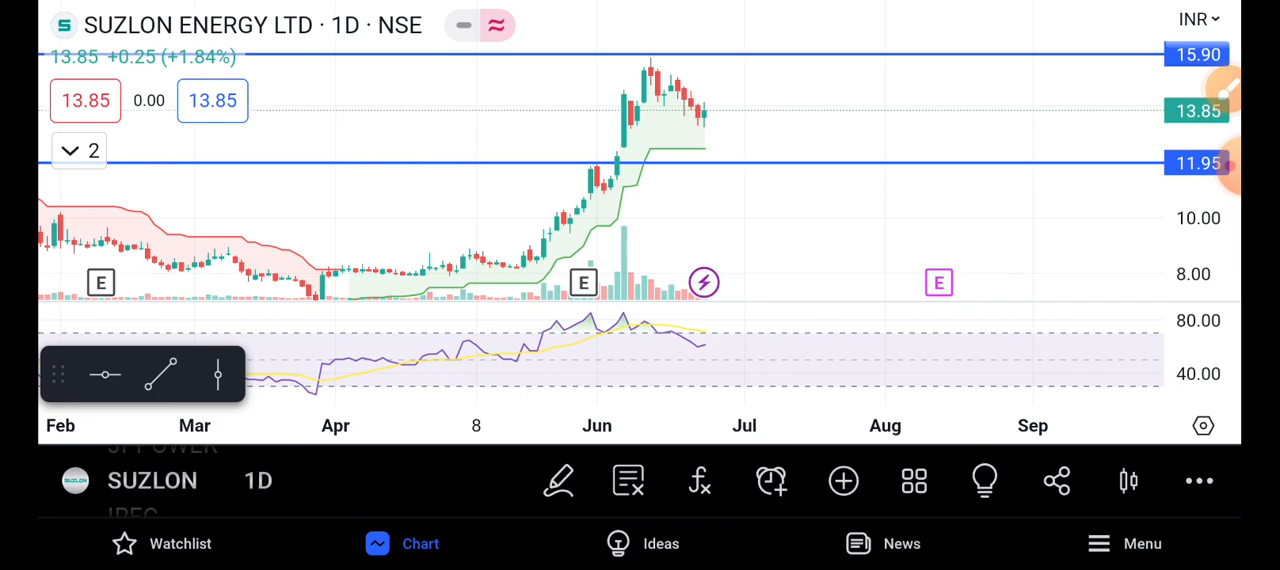 SUZLON ENERGY LTD · 1D · NSE
INR
13.85 +0.25 (+1.84%)
15.90
13.85 0.00 13.85
13.85
2
11.95
10.00
8.00
E E E
80.00
40.00
Feb Mar Apr 8 Jun Jul Aug Sep
JPPOWER
SUZLON 1D
Watchlist Chart Ideas News Menu